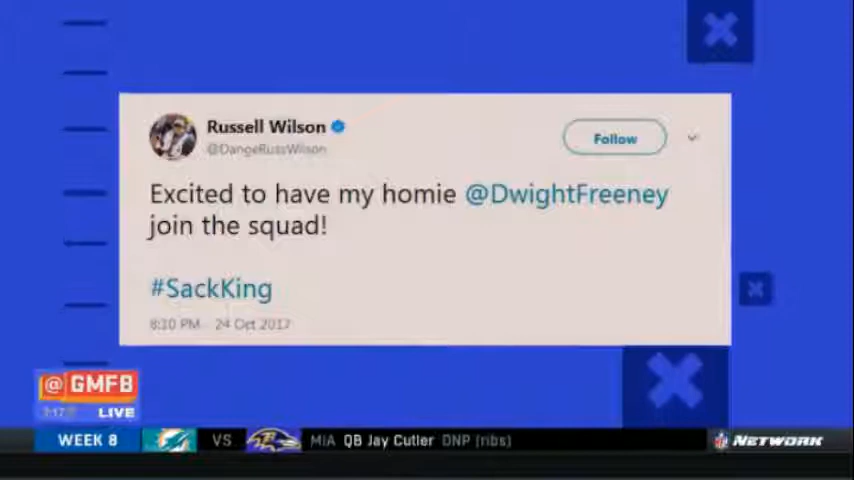 Russell Wilson
@DangeRussWilson
Follow
Excited to have my homie @DwightFreeney
join the squad!
#SackKing
8:10 PM - 24 Oct 2017
@GMFB
LIVE
WEEK 8 VS MIA QB Jay Cutler DNP (ribs) NFL NETWORK